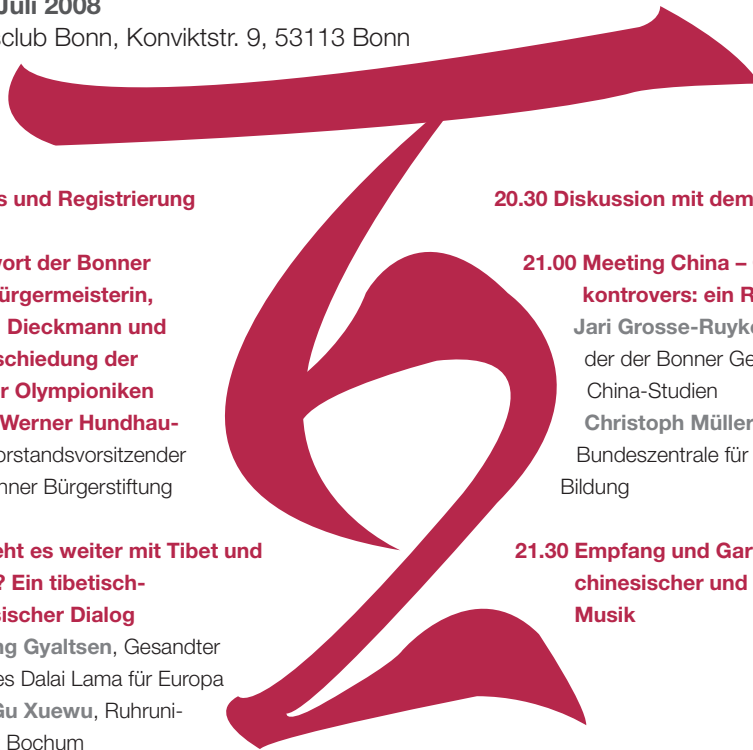 Juli 2008
club Bonn, Konviktstr. 9, 53113 Bonn
s und Registrierung
ort der Bonner
ürgermeisterin,
Dieckmann und
schiedung der
r Olympioniken
Werner Hundhau-
orstandsvorsitzender
nner Bürgerstiftung
eht es weiter mit Tibet und
? Ein tibetisch-
sischer Dialog
ng Gyaltsen, Gesandter
es Dalai Lama für Europa
Gu Xuewu, Ruhruni-
Bochum
20.30 Diskussion mit dem
21.00 Meeting China –
kontrovers: ein R
Jari Grosse-Ruyk
der der Bonner Ge
China-Studien
Christoph Müller
Bundeszentrale für
Bildung
21.30 Empfang und Gar
chinesischer und
Musik